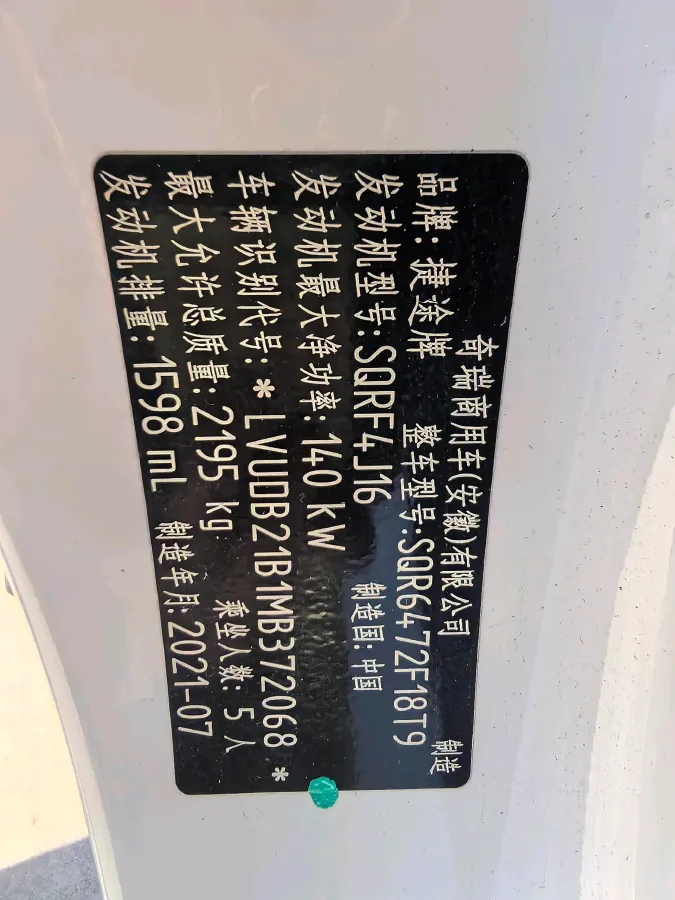 奇瑞商用车(安徽)有限公司 制造
品牌: 捷途牌 整车型号:SQR6472F18T9
发动机型号:SQRF4J16 制造国:中国
发动机最大净功率:140 kW
车辆识别代号: *LVUDB21B1MB372068*
最大允许总质量:2195 kg 乘坐人数: 5 人
发动机排量: 1598 mL 制造年月:2021-07